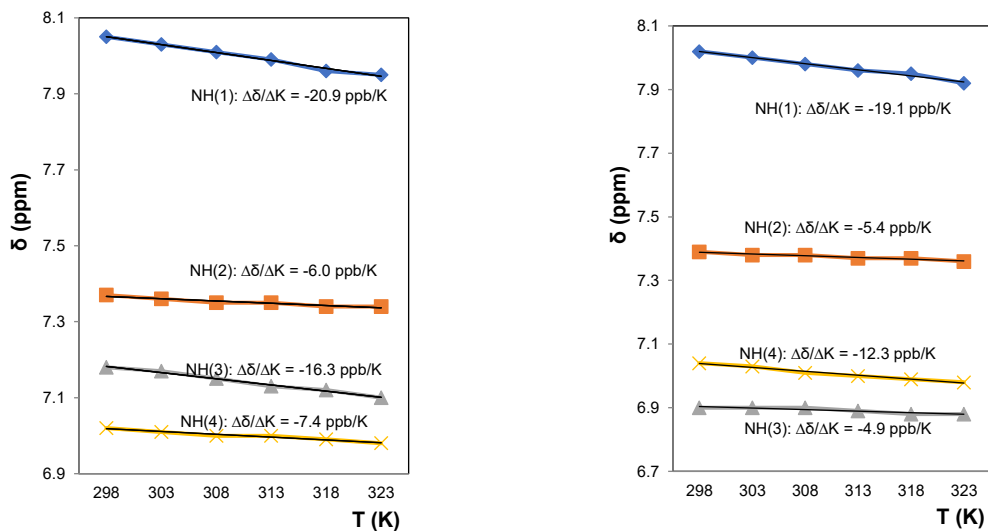 8.1
7.9
7.7
7.5
7.3
7.1
6.9
δ (ppm)
NH(1): Δδ/ΔK = -20.9 ppb/K
NH(2): Δδ/ΔK = -6.0 ppb/K
NH(3): Δδ/ΔK = -16.3 ppb/K
NH(4): Δδ/ΔK = -7.4 ppb/K
298 303 308 313 318 323
T (K)
8.1
7.9
7.7
7.5
7.3
7.1
6.9
6.7
δ (ppm)
NH(1): Δδ/ΔK = -19.1 ppb/K
NH(2): Δδ/ΔK = -5.4 ppb/K
NH(4): Δδ/ΔK = -12.3 ppb/K
NH(3): Δδ/ΔK = -4.9 ppb/K
298 303 308 313 318 323
T (K)